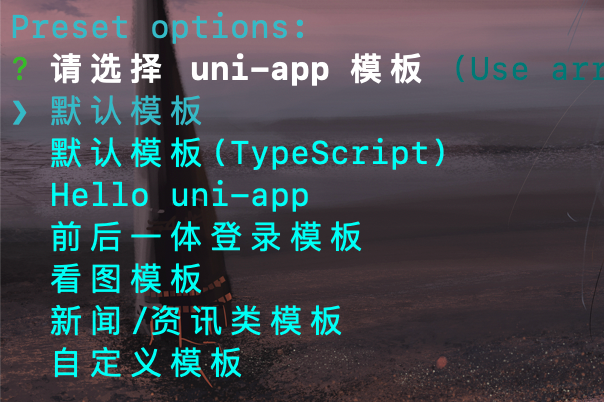 Preset options:
? 请选择 uni-app 模板 (Use arr
❯ 默认模板
默认模板(TypeScript)
Hello uni-app
前后一体登录模板
看图模板
新闻/资讯类模板
自定义模板